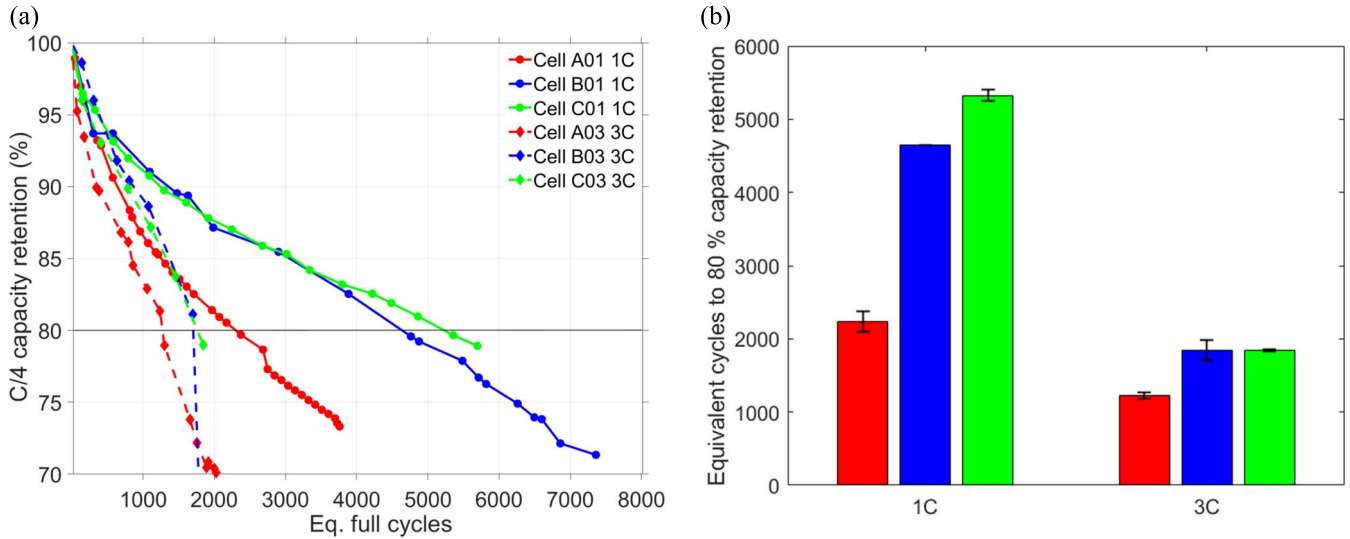 (a)
C/4 capacity retention (%)
100
95
90
85
80
75
70
Cell A01 1C
Cell B01 1C
Cell C01 1C
Cell A03 3C
Cell B03 3C
Cell C03 3C
1000 2000 3000 4000 5000 6000 7000 8000
Eq. full cycles
(b)
Equivalent cycles to 80 % capacity retention
6000
5000
4000
3000
2000
1000
0
1C 3C